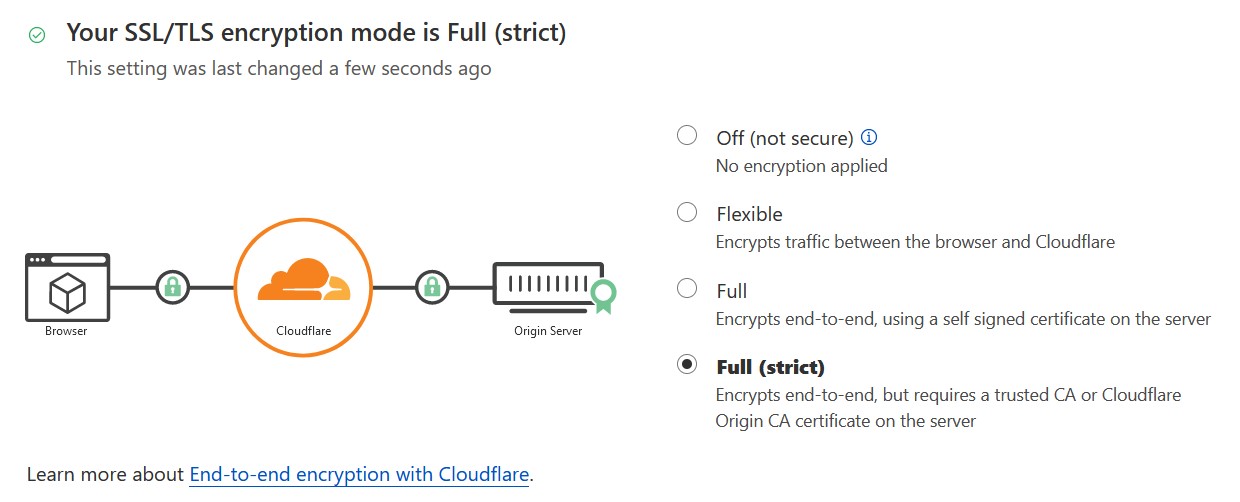 Your SSL/TLS encryption mode is Full (strict)
This setting was last changed a few seconds ago
Browser
Cloudflare
Origin Server
Off (not secure)
No encryption applied
Flexible
Encrypts traffic between the browser and Cloudflare
Full
Encrypts end-to-end, using a self signed certificate on the server
Full (strict)
Encrypts end-to-end, but requires a trusted CA or Cloudflare
Origin CA certificate on the server
Learn more about End-to-end encryption with Cloudflare.